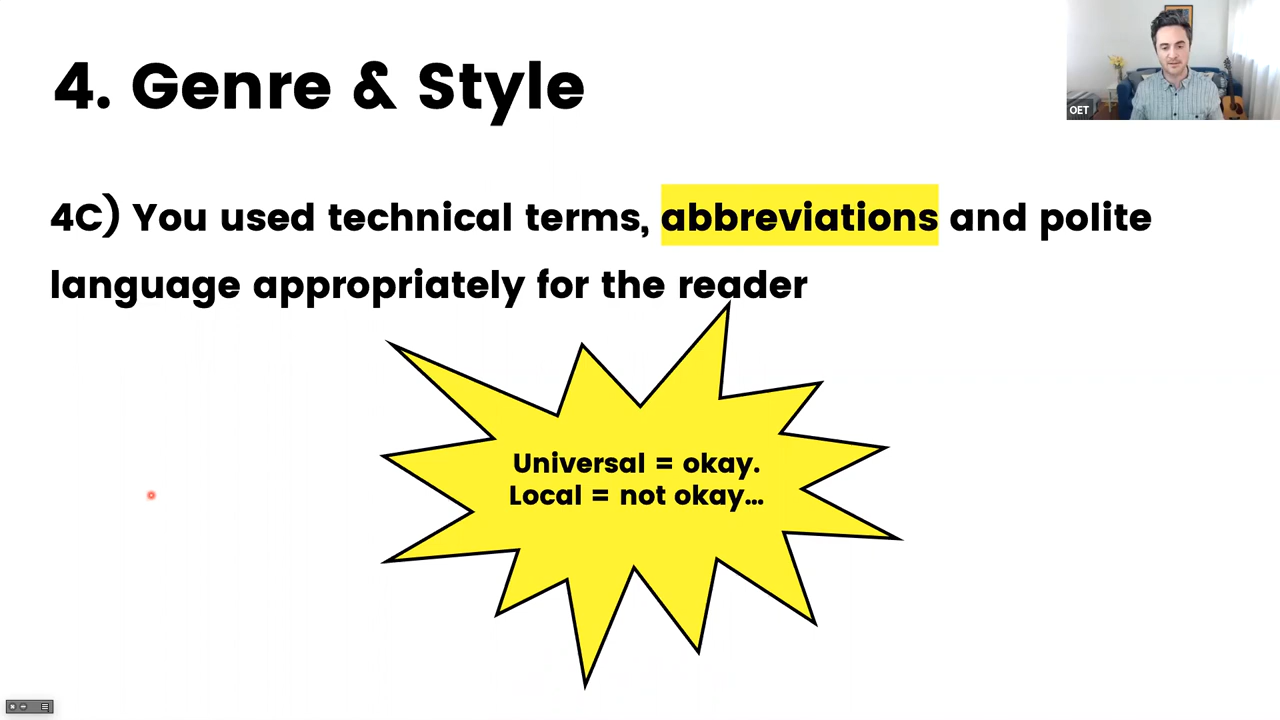 4. Genre & Style
OET
4C) You used technical terms, abbreviations and polite
language appropriately for the reader
Universal = okay.
Local = not okay...